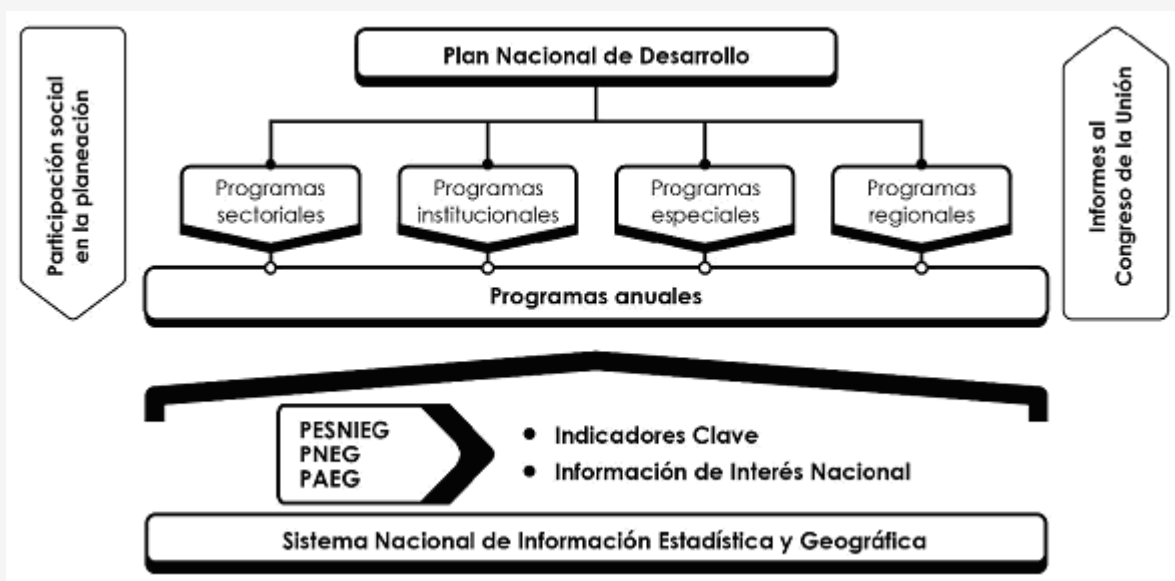 Participación social
en la planeación
Plan Nacional de Desarrollo
Informes al
Congreso de la Unión
Programas
sectoriales
Programas
institucionales
Programas
especiales
Programas
regionales
Programas anuales
PESNIEG
PNEG
PAEG
• Indicadores Clave
• Información de Interés Nacional
Sistema Nacional de Información Estadística y Geográfica